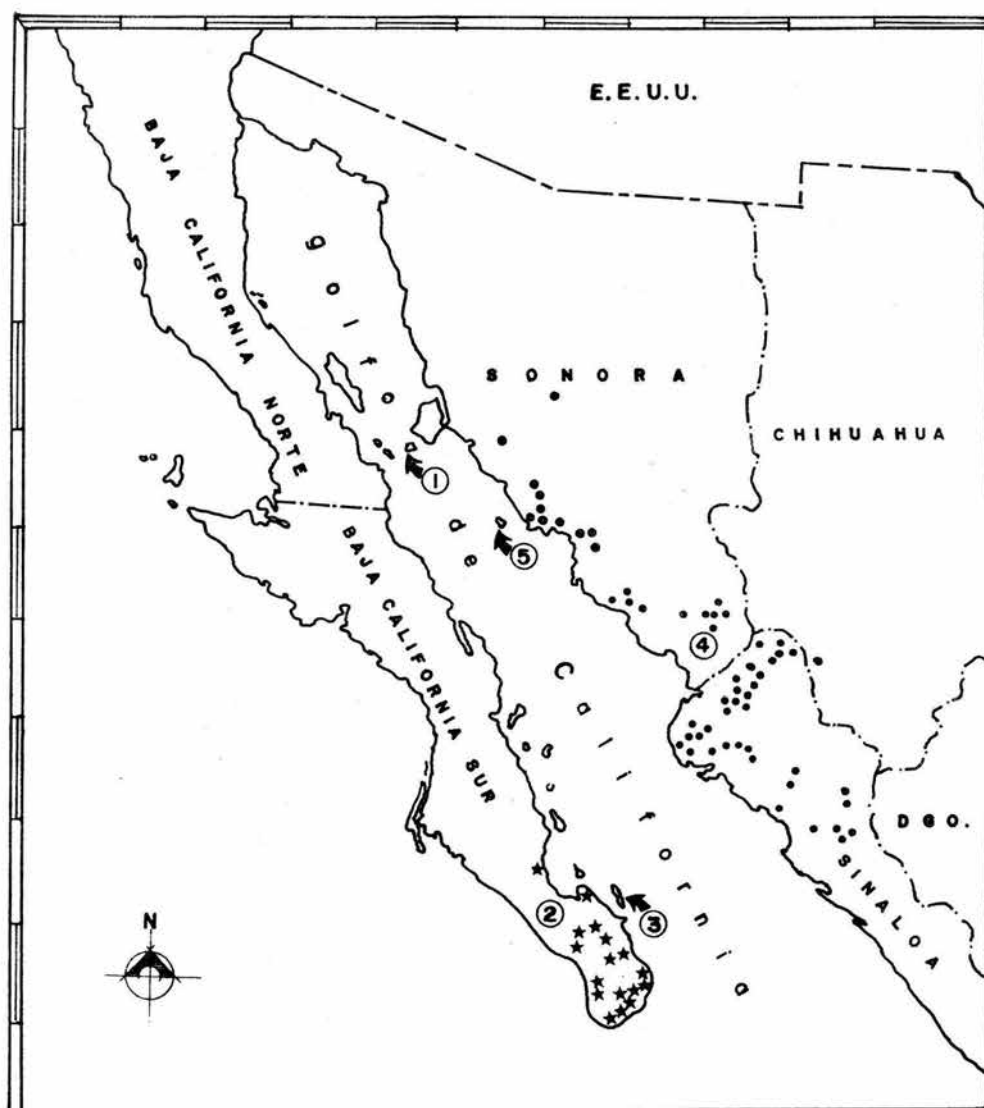 E.E.U.U.
BAJA CALIFORNIA NORTE
golfo de California
SONORA
CHIHUAHUA
1
5
BAJA CALIFORNIA SUR
4
DGO.
SINALOA
2
3
N